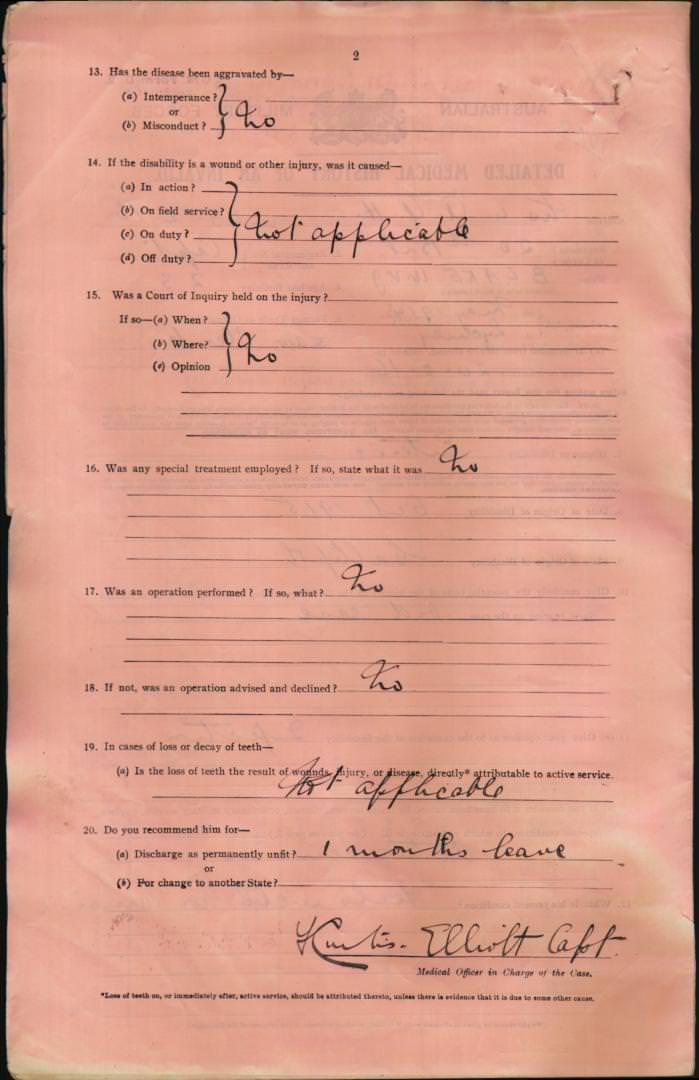 2
13. Has the disease been aggravated by—
(a) Intemperance?
or
(b) Misconduct? No
14. If the disability is a wound or other injury, was it caused—
(a) In action?
(b) On field service?
(c) On duty? Not applicable
(d) Off duty?
15. Was a Court of Inquiry held on the injury?
If so—(a) When?
(b) Where? No
(c) Opinion
16. Was any special treatment employed? If so, state what it was No
17. Was an operation performed? If so, what? No
18. If not, was an operation advised and declined? No
19. In cases of loss or decay of teeth—
(a) Is the loss of teeth the result of wounds, injury, or disease, directly* attributable to active service.
Not applicable
20. Do you recommend him for—
(a) Discharge as permanently unfit? 1 months leave
or
(b) For change to another State?
Kurtis. Elliott Capt.
Medical Officer in Charge of the Case.
*Loss of teeth on, or immediately after, active service, should be attributed thereto, unless there is evidence that it is due to some other cause.